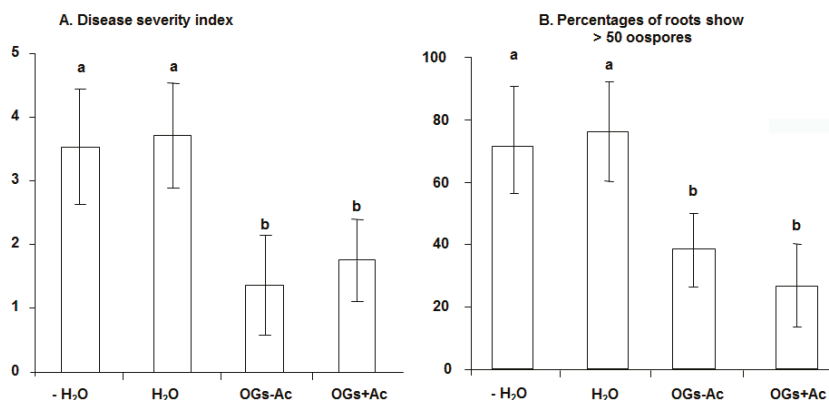 A. Disease severity index
5
4
3
2
1
0
a
a
b
b
- H₂O
H₂O
OGs-Ac
OGs+Ac
B. Percentages of roots show
> 50 oospores
100
80
60
40
20
0
a
a
b
b
- H₂O
H₂O
OGs-Ac
OGs+Ac